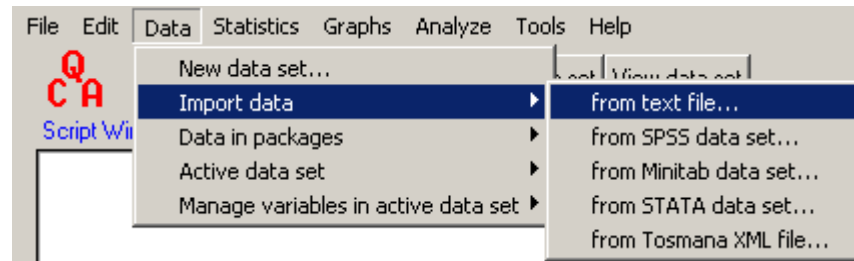 File Edit Data Statistics Graphs Analyze Tools Help
Q
C A
New data set...
set View data set
Import data
from text file...
Script Wi
Data in packages
from SPSS data set...
Active data set
from Minitab data set...
Manage variables in active data set
from STATA data set...
from Tosmana XML file...